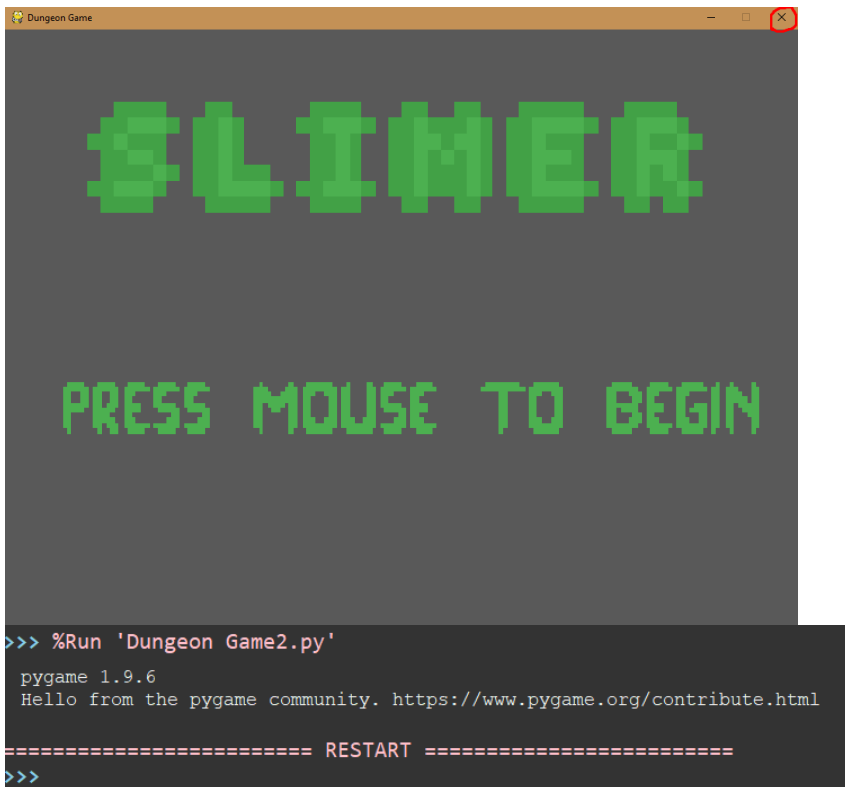 Dungeon Game
SLIMER
PRESS MOUSE TO BEGIN
>>> %Run 'Dungeon Game2.py'
pygame 1.9.6
Hello from the pygame community. https://www.pygame.org/contribute.html
========================= RESTART =========================
>>>